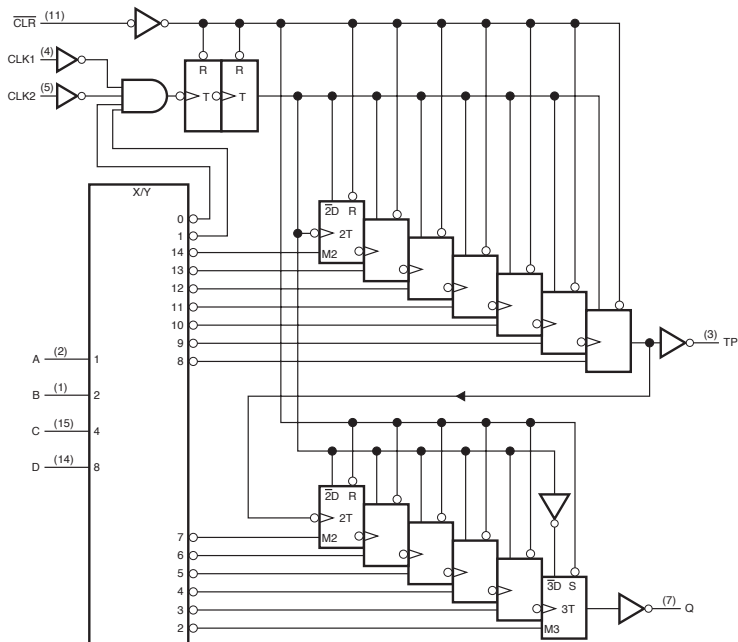 CLR (11)
CLK1 (4)
CLK2 (5)
R R
T T
X/Y
0
1
14
13
12
11
10
9
8
2D R
2T
M2
(3) TP
A (2) 1
B (1) 2
C (15) 4
D (14) 8
2D R
2T
M2
7
6
5
4
3
2
3D S
3T
M3
(7) Q